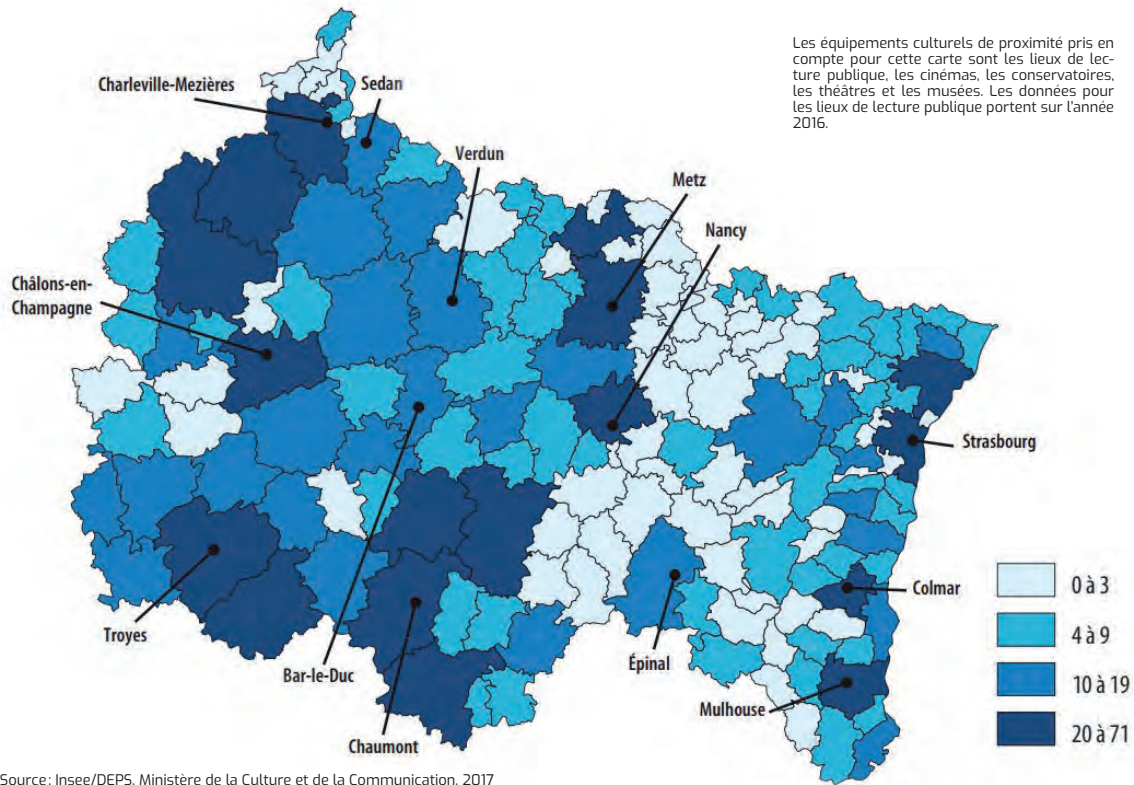 Les équipements culturels de proximité pris en
compte pour cette carte sont les lieux de lec-
ture publique, les cinémas, les conservatoires,
les théâtres et les musées. Les données pour
les lieux de lecture publique portent sur l'année
2016.
Charleville-Mezières
Sedan
Verdun
Metz
Nancy
Châlons-en-
Champagne
Strasbourg
Colmar
Troyes
Bar-le-Duc
Épinal
Mulhouse
Chaumont
0 à 3
4 à 9
10 à 19
20 à 71
Source : Insee/DEPS, Ministère de la Culture et de la Communication, 2017